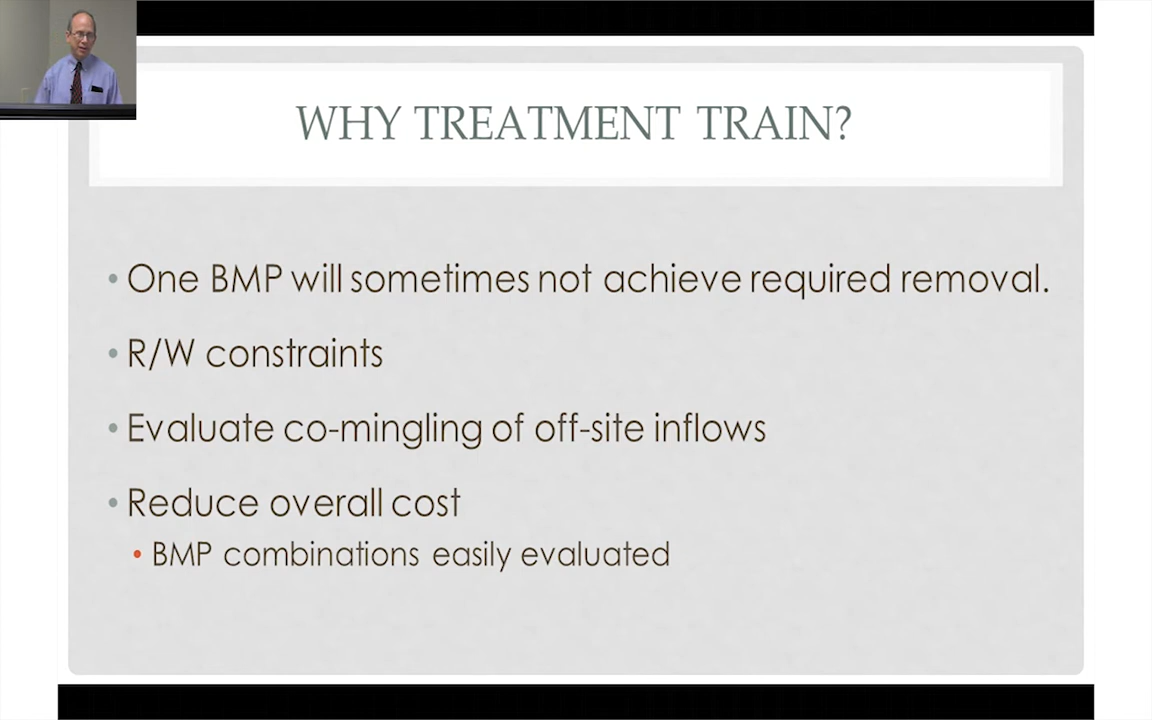 WHY TREATMENT TRAIN?
• One BMP will sometimes not achieve required removal.
• R/W constraints
• Evaluate co-mingling of off-site inflows
• Reduce overall cost
• BMP combinations easily evaluated